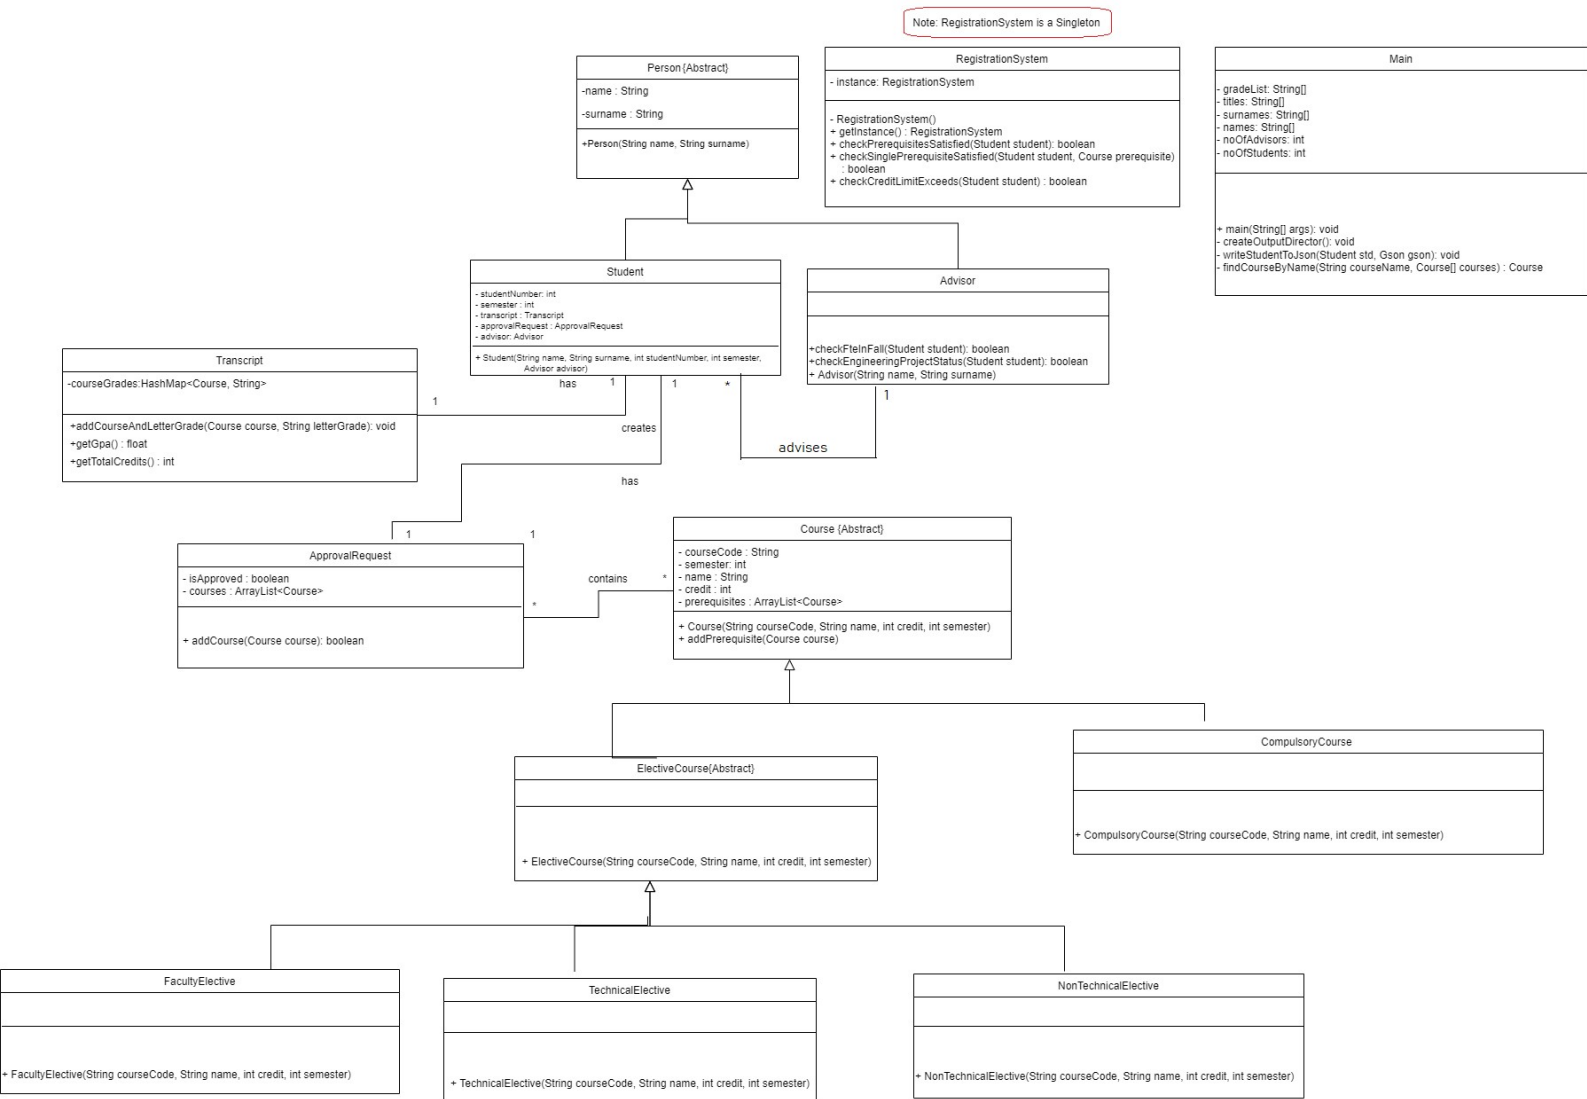 Note: RegistrationSystem is a Singleton
Person{Abstract}
-name : String
-surname : String
+Person(String name, String surname)
RegistrationSystem
- instance: RegistrationSystem
- RegistrationSystem()
+ getInstance() : RegistrationSystem
+ checkPrerequisitesSatisfied(Student student): boolean
+ checkSinglePrerequisiteSatisfied(Student student, Course prerequisite)
: boolean
+ checkCreditLimitExceeds(Student student) : boolean
Main
- gradeList: String[]
- titles: String[]
- surnames: String[]
- names: String[]
- noOfAdvisors: int
- noOfStudents: int
+ main(String[] args): void
- createOutputDirector(): void
- writeStudentToJson(Student std, Gson gson): void
- findCourseByName(String courseName, Course[] courses) : Course
Student
- studentNumber: int
- semester : int
- transcript : Transcript
- approvalRequest : ApprovalRequest
- advisor: Advisor
+ Student(String name, String surname, int studentNumber, int semester,
Advisor advisor)
Advisor
+checkFteInFall(Student student): boolean
+checkEngineeringProjectStatus(Student student): boolean
+ Advisor(String name, String surname)
Transcript
-courseGrades:HashMap<Course, String>
+addCourseAndLetterGrade(Course course, String letterGrade): void
+getGpa() : float
+getTotalCredits() : int
has
1
1
*
1
1
creates
advises
has
1
1
ApprovalRequest
- isApproved : boolean
- courses : ArrayList<Course>
+ addCourse(Course course): boolean
contains
*
*
Course {Abstract}
- courseCode : String
- semester: int
- name : String
- credit : int
- prerequisites : ArrayList<Course>
+ Course(String courseCode, String name, int credit, int semester)
+ addPrerequisite(Course course)
ElectiveCourse{Abstract}
+ ElectiveCourse(String courseCode, String name, int credit, int semester)
CompulsoryCourse
+ CompulsoryCourse(String courseCode, String name, int credit, int semester)
FacultyElective
+ FacultyElective(String courseCode, String name, int credit, int semester)
TechnicalElective
+ TechnicalElective(String courseCode, String name, int credit, int semester)
NonTechnicalElective
+ NonTechnicalElective(String courseCode, String name, int credit, int semester)